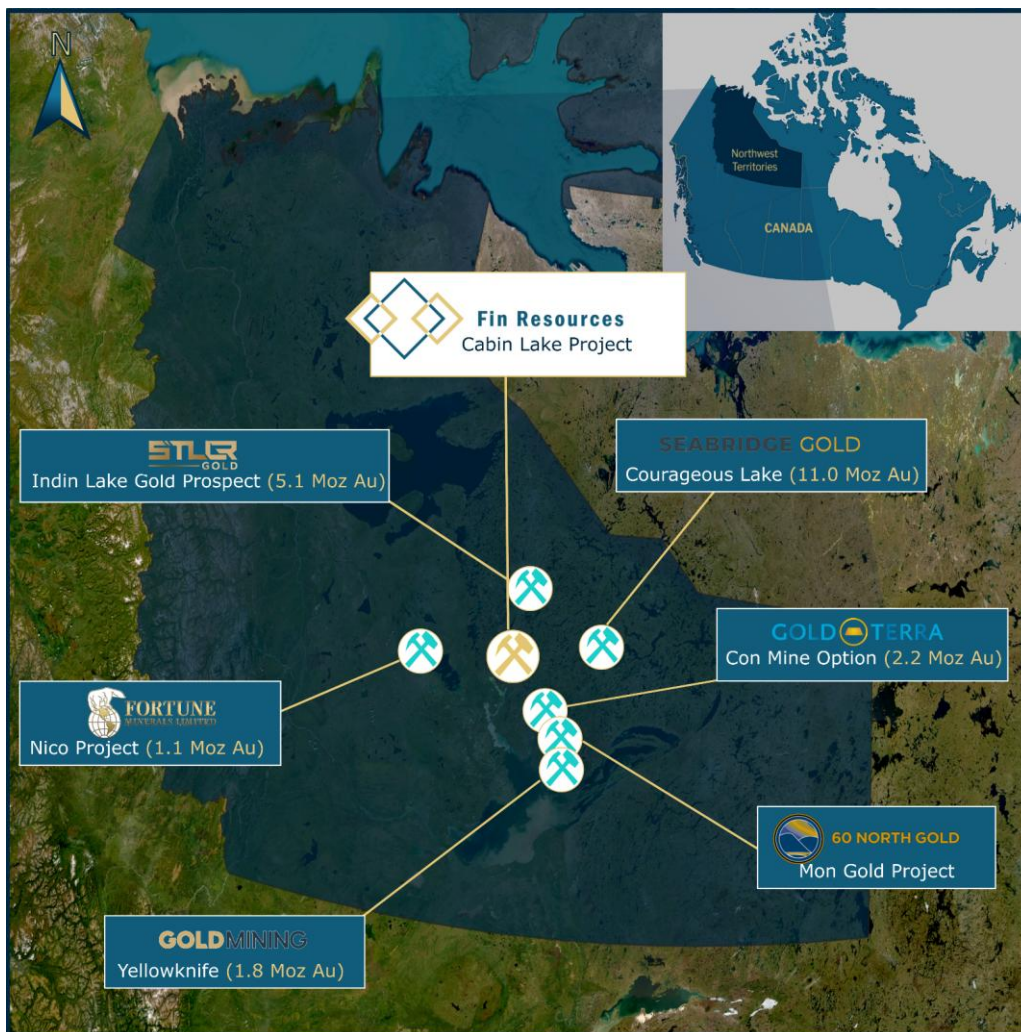 N
Northwest
Territories
CANADA
Fin Resources
Cabin Lake Project
STLLR
GOLD
Indin Lake Gold Prospect (5.1 Moz Au)
SEABRIDGE GOLD
Courageous Lake (11.0 Moz Au)
GOLD TERRA
Con Mine Option (2.2 Moz Au)
FORTUNE
MINERALS LIMITED
Nico Project (1.1 Moz Au)
60 NORTH GOLD
Mon Gold Project
GOLDMINING
Yellowknife (1.8 Moz Au)